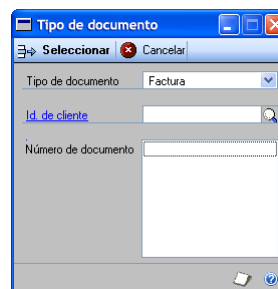 Tipo de documento
Seleccionar Cancelar
Tipo de documento Factura
Id. de cliente
Número de documento